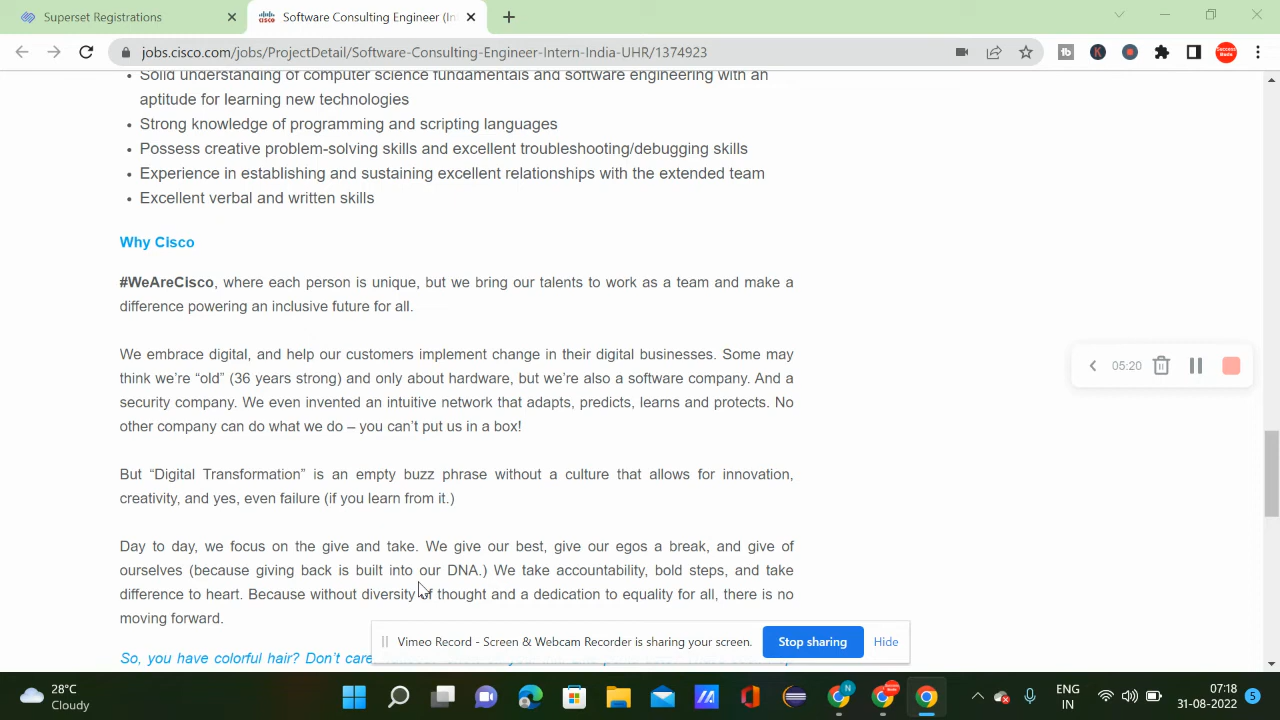 Superset Registrations
Software Consulting Engineer (In
jobs.cisco.com/jobs/ProjectDetail/Software-Consulting-Engineer-Intern-India-UHR/1374923
Solid understanding of computer science fundamentals and software engineering with an
aptitude for learning new technologies
• Strong knowledge of programming and scripting languages
• Possess creative problem-solving skills and excellent troubleshooting/debugging skills
• Experience in establishing and sustaining excellent relationships with the extended team
• Excellent verbal and written skills
Why Cisco
#WeAreCisco, where each person is unique, but we bring our talents to work as a team and make a
difference powering an inclusive future for all.
We embrace digital, and help our customers implement change in their digital businesses. Some may
think we’re “old” (36 years strong) and only about hardware, but we’re also a software company. And a
security company. We even invented an intuitive network that adapts, predicts, learns and protects. No
other company can do what we do – you can’t put us in a box!
05:20
But “Digital Transformation” is an empty buzz phrase without a culture that allows for innovation,
creativity, and yes, even failure (if you learn from it.)
Day to day, we focus on the give and take. We give our best, give our egos a break, and give of
ourselves (because giving back is built into our DNA.) We take accountability, bold steps, and take
difference to heart. Because without diversity of thought and a dedication to equality for all, there is no
moving forward.
Vimeo Record - Screen & Webcam Recorder is sharing your screen. Stop sharing Hide
So, you have colorful hair? Don’t care
28°C
Cloudy
ENG
IN
07:18
31-08-2022
5